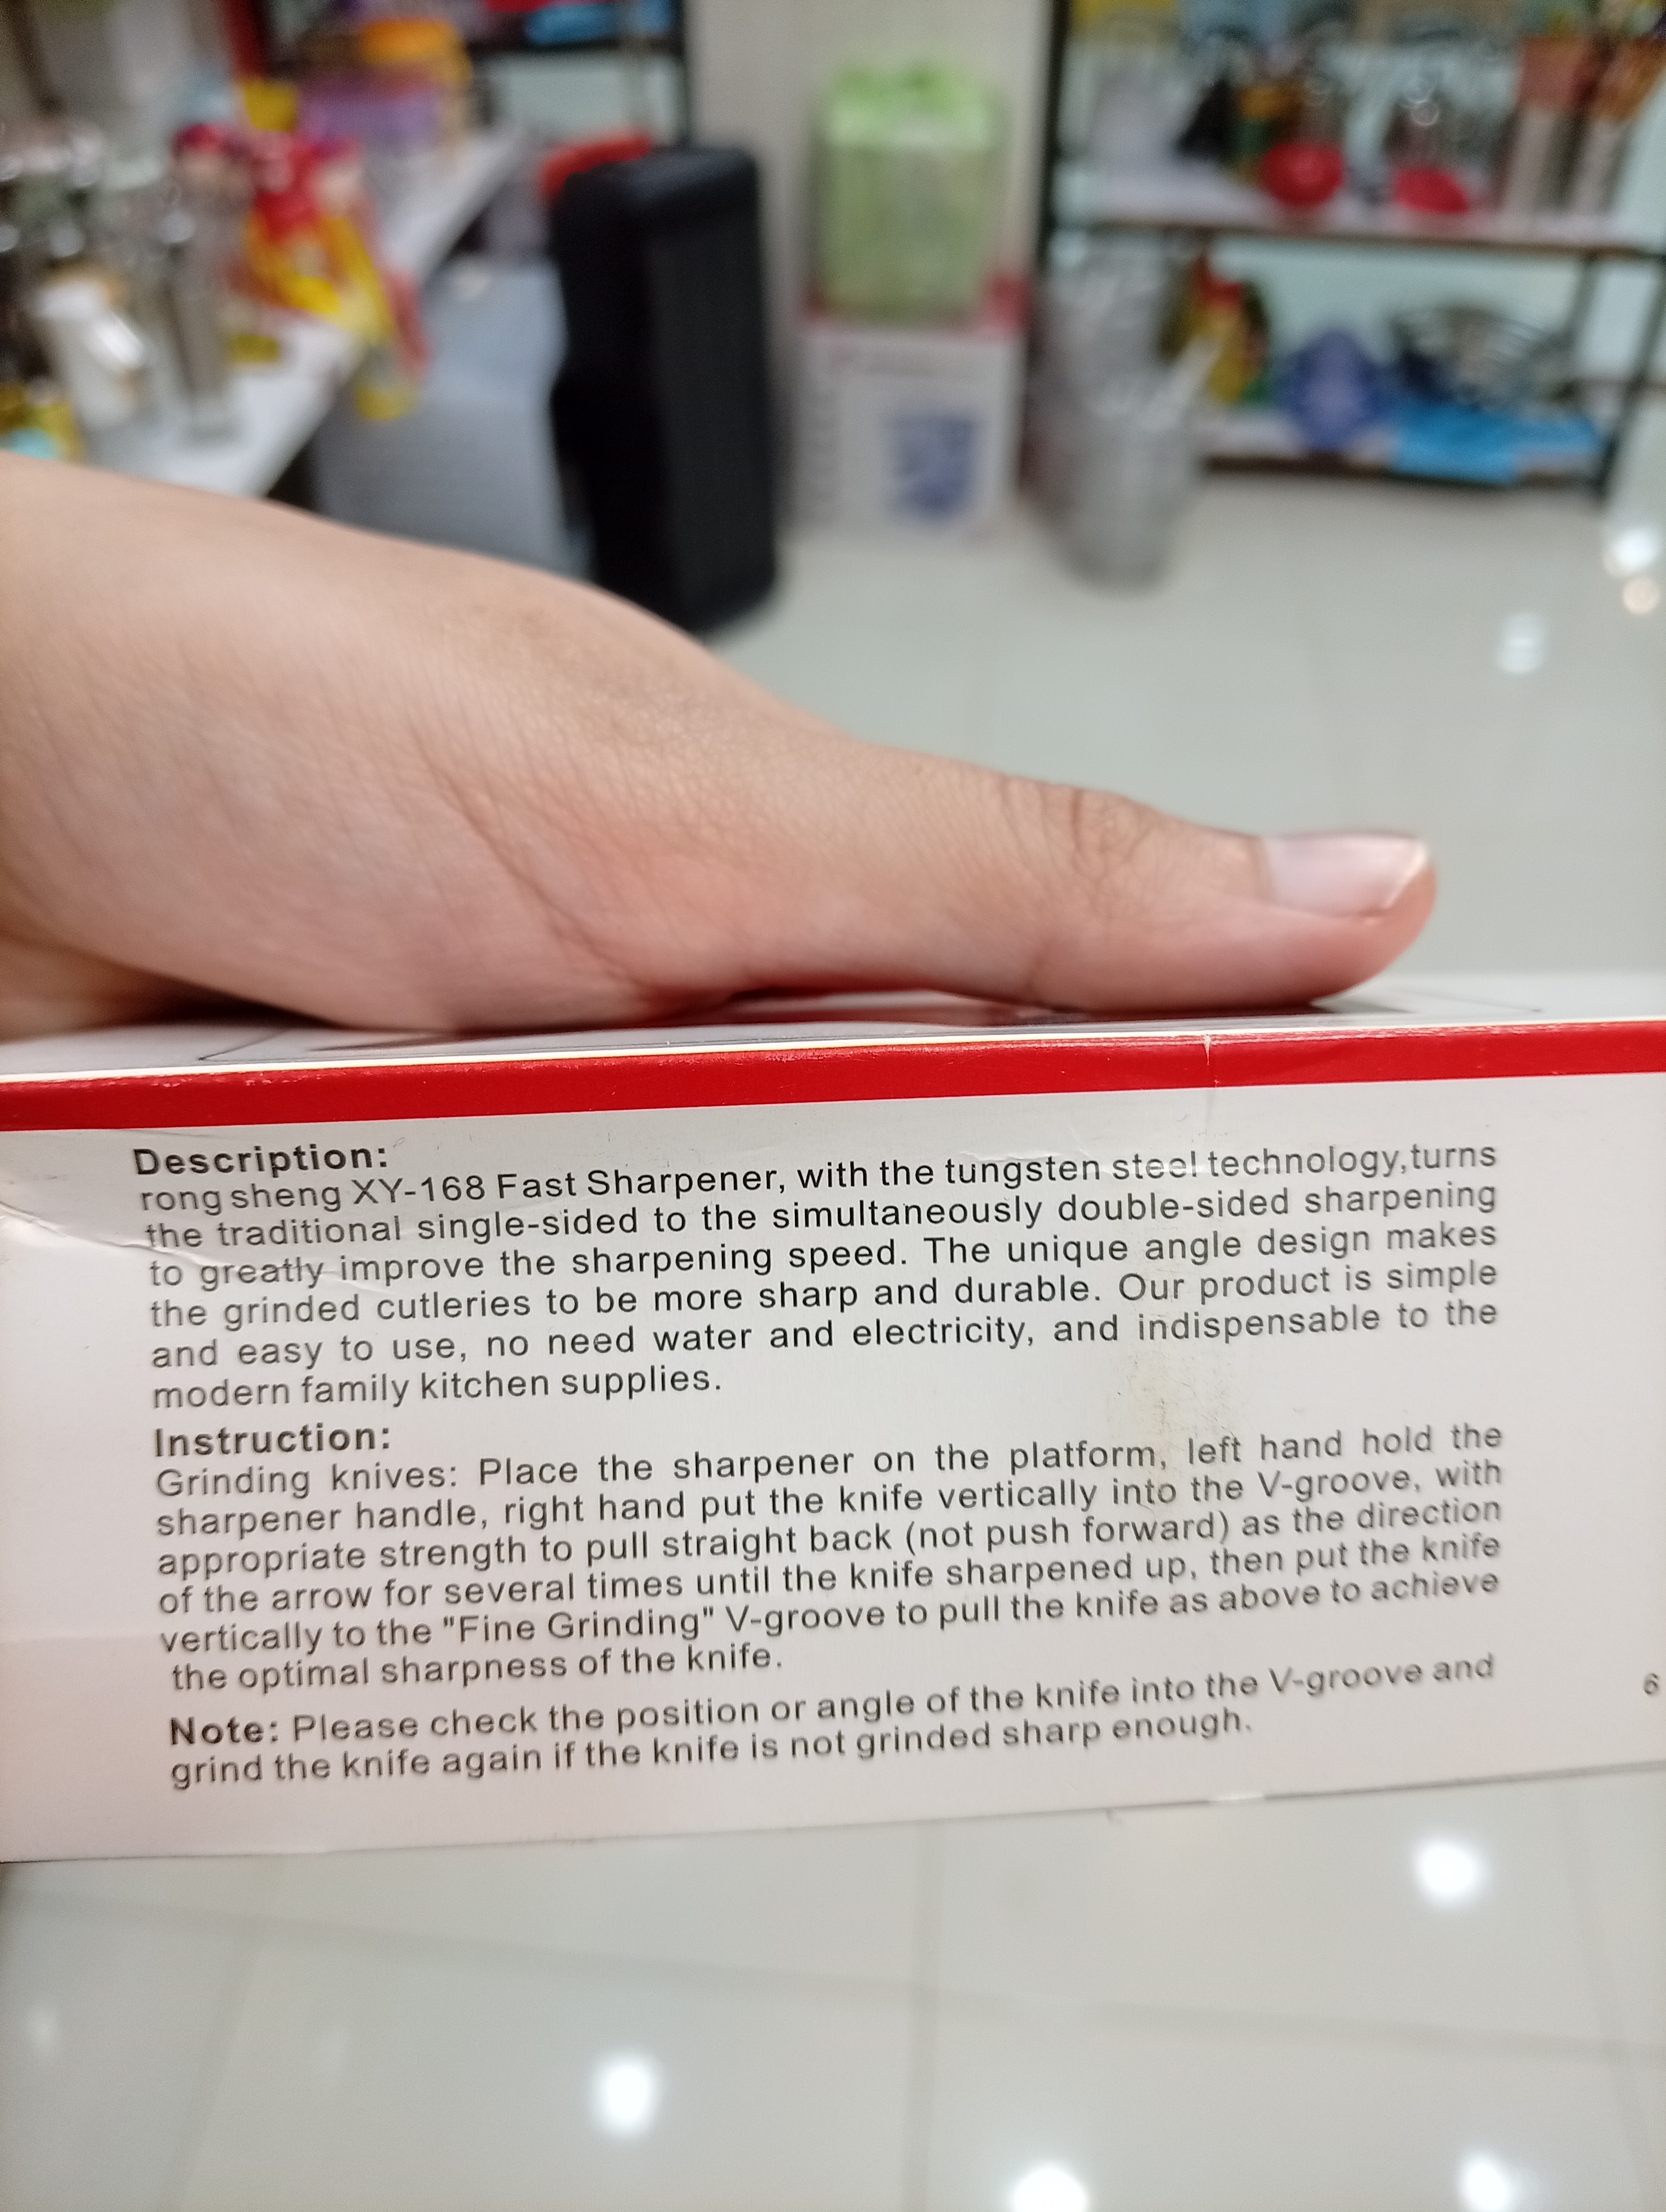 Description:
rong sheng XY-168 Fast Sharpener, with the tungsten steel technology,turns
the traditional single-sided to the simultaneously double-sided sharpening
to greatly improve the sharpening speed. The unique angle design makes
the grinded cutleries to be more sharp and durable. Our product is simple
and easy to use, no need water and electricity, and indispensable to the
modern family kitchen supplies.
Instruction:
Grinding knives: Place the sharpener on the platform, left hand hold the
sharpener handle, right hand put the knife vertically into the V-groove, with
appropriate strength to pull straight back (not push forward) as the direction
of the arrow for several times until the knife sharpened up, then put the knife
vertically to the "Fine Grinding" V-groove to pull the knife as above to achieve
the optimal sharpness of the knife.
Note: Please check the position or angle of the knife into the V-groove and
grind the knife again if the knife is not grinded sharp enough.
6